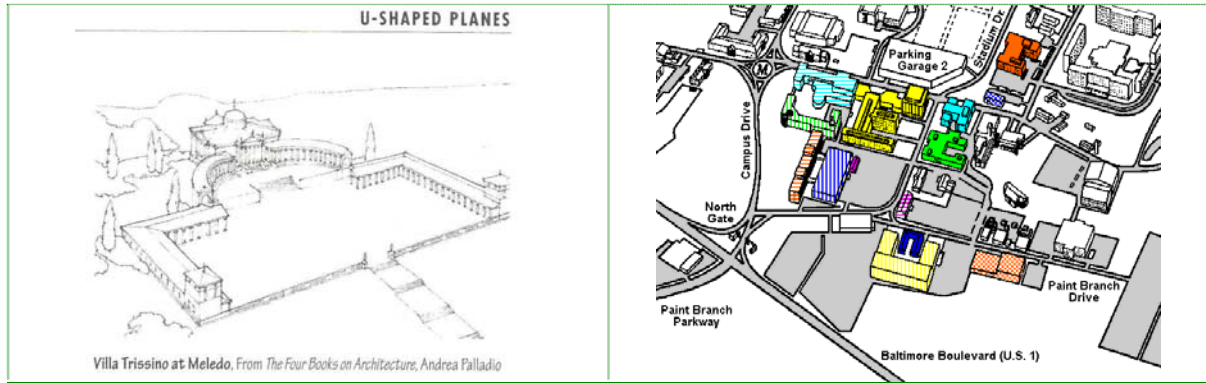 U-SHAPED PLANES
Villa Trissino at Meledo, From The Four Books on Architecture, Andrea Palladio
Stadium Dr.
Parking
Garage 2
M
Campus Drive
North
Gate
Paint Branch
Drive
Paint Branch
Parkway
Baltimore Boulevard (U.S. 1)